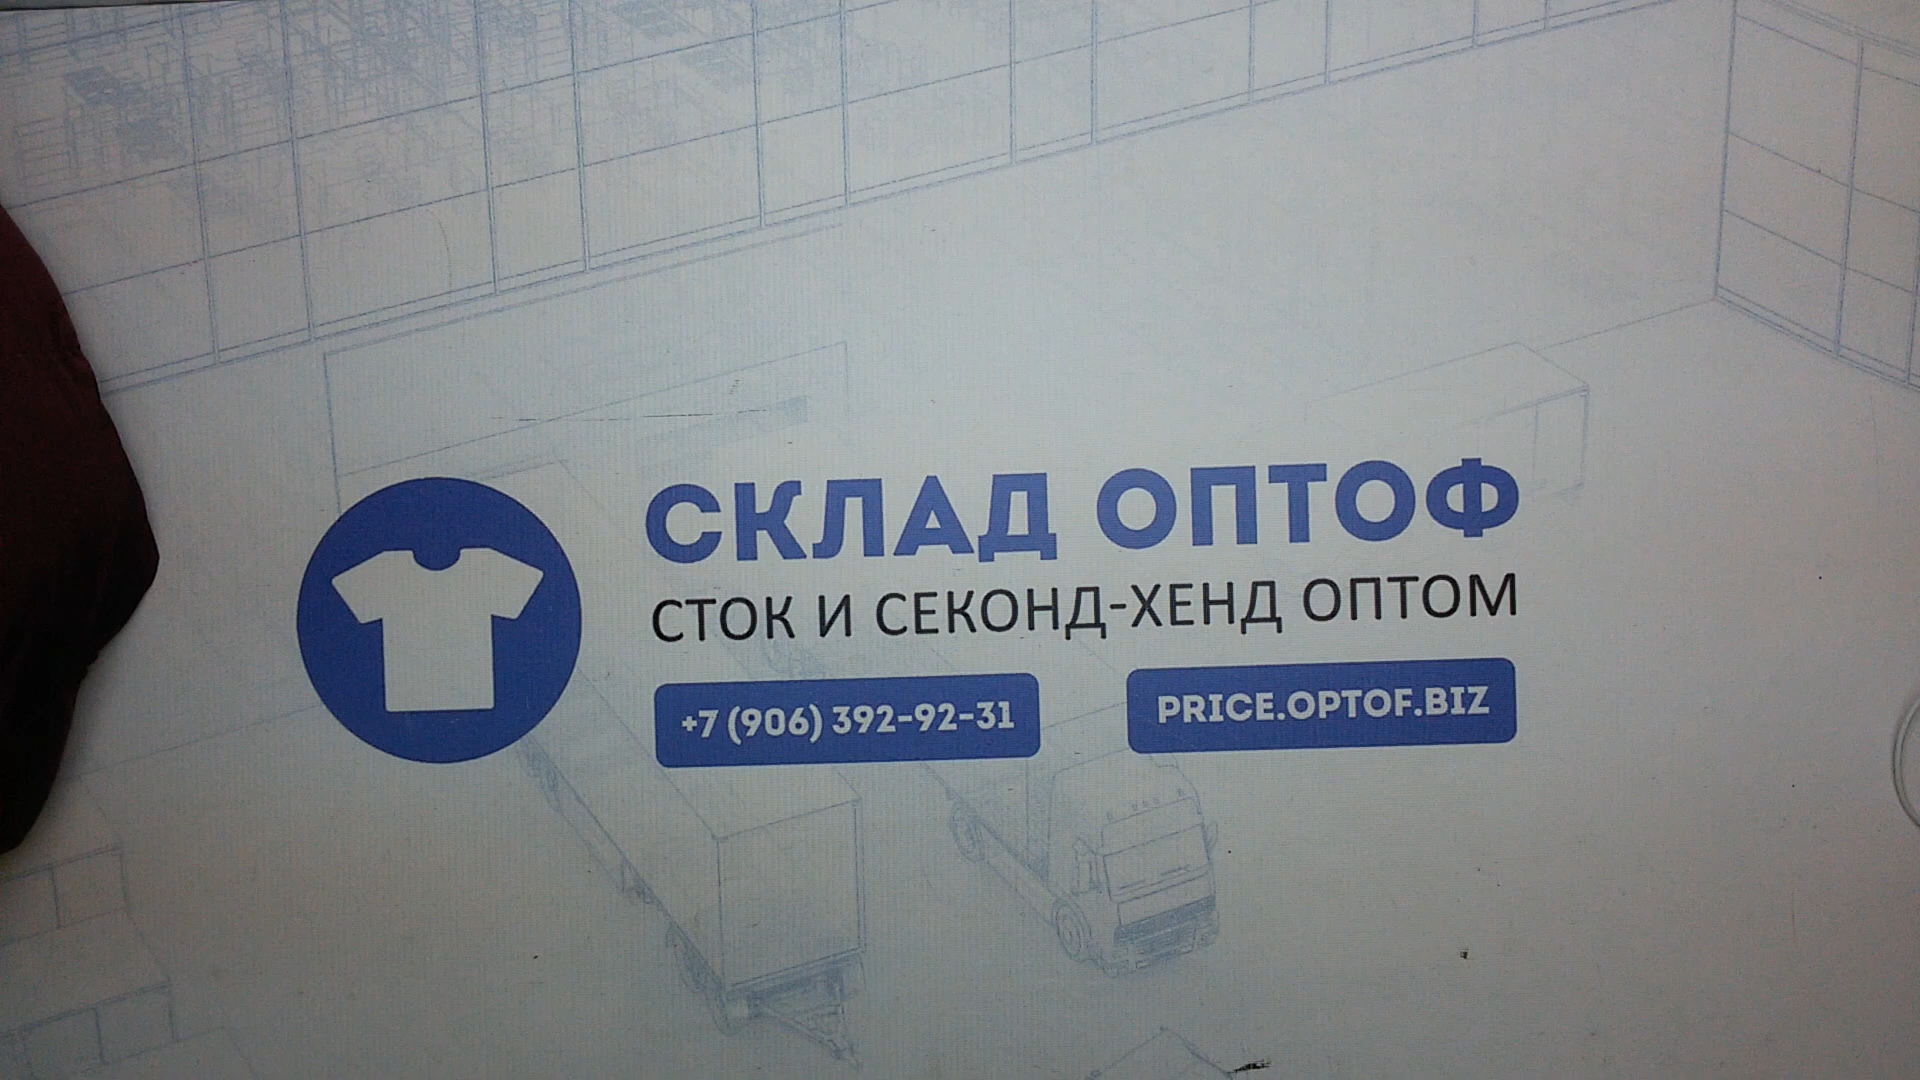 СКЛАД ОПТОФ
СТОК И СЕКОНД-ХЕНД ОПТОМ
+7 (906) 392-92-31
PRICE.OPTOF.BIZ